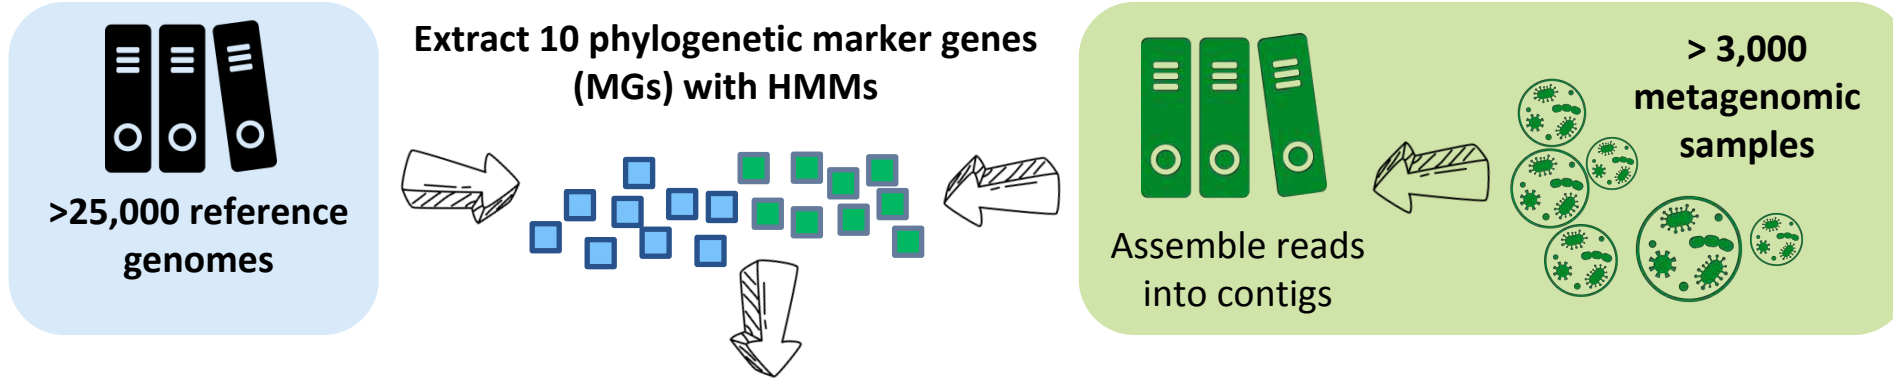 >25,000 reference
genomes
Extract 10 phylogenetic marker genes
(MGs) with HMMs
Assemble reads
into contigs
> 3,000
metagenomic
samples